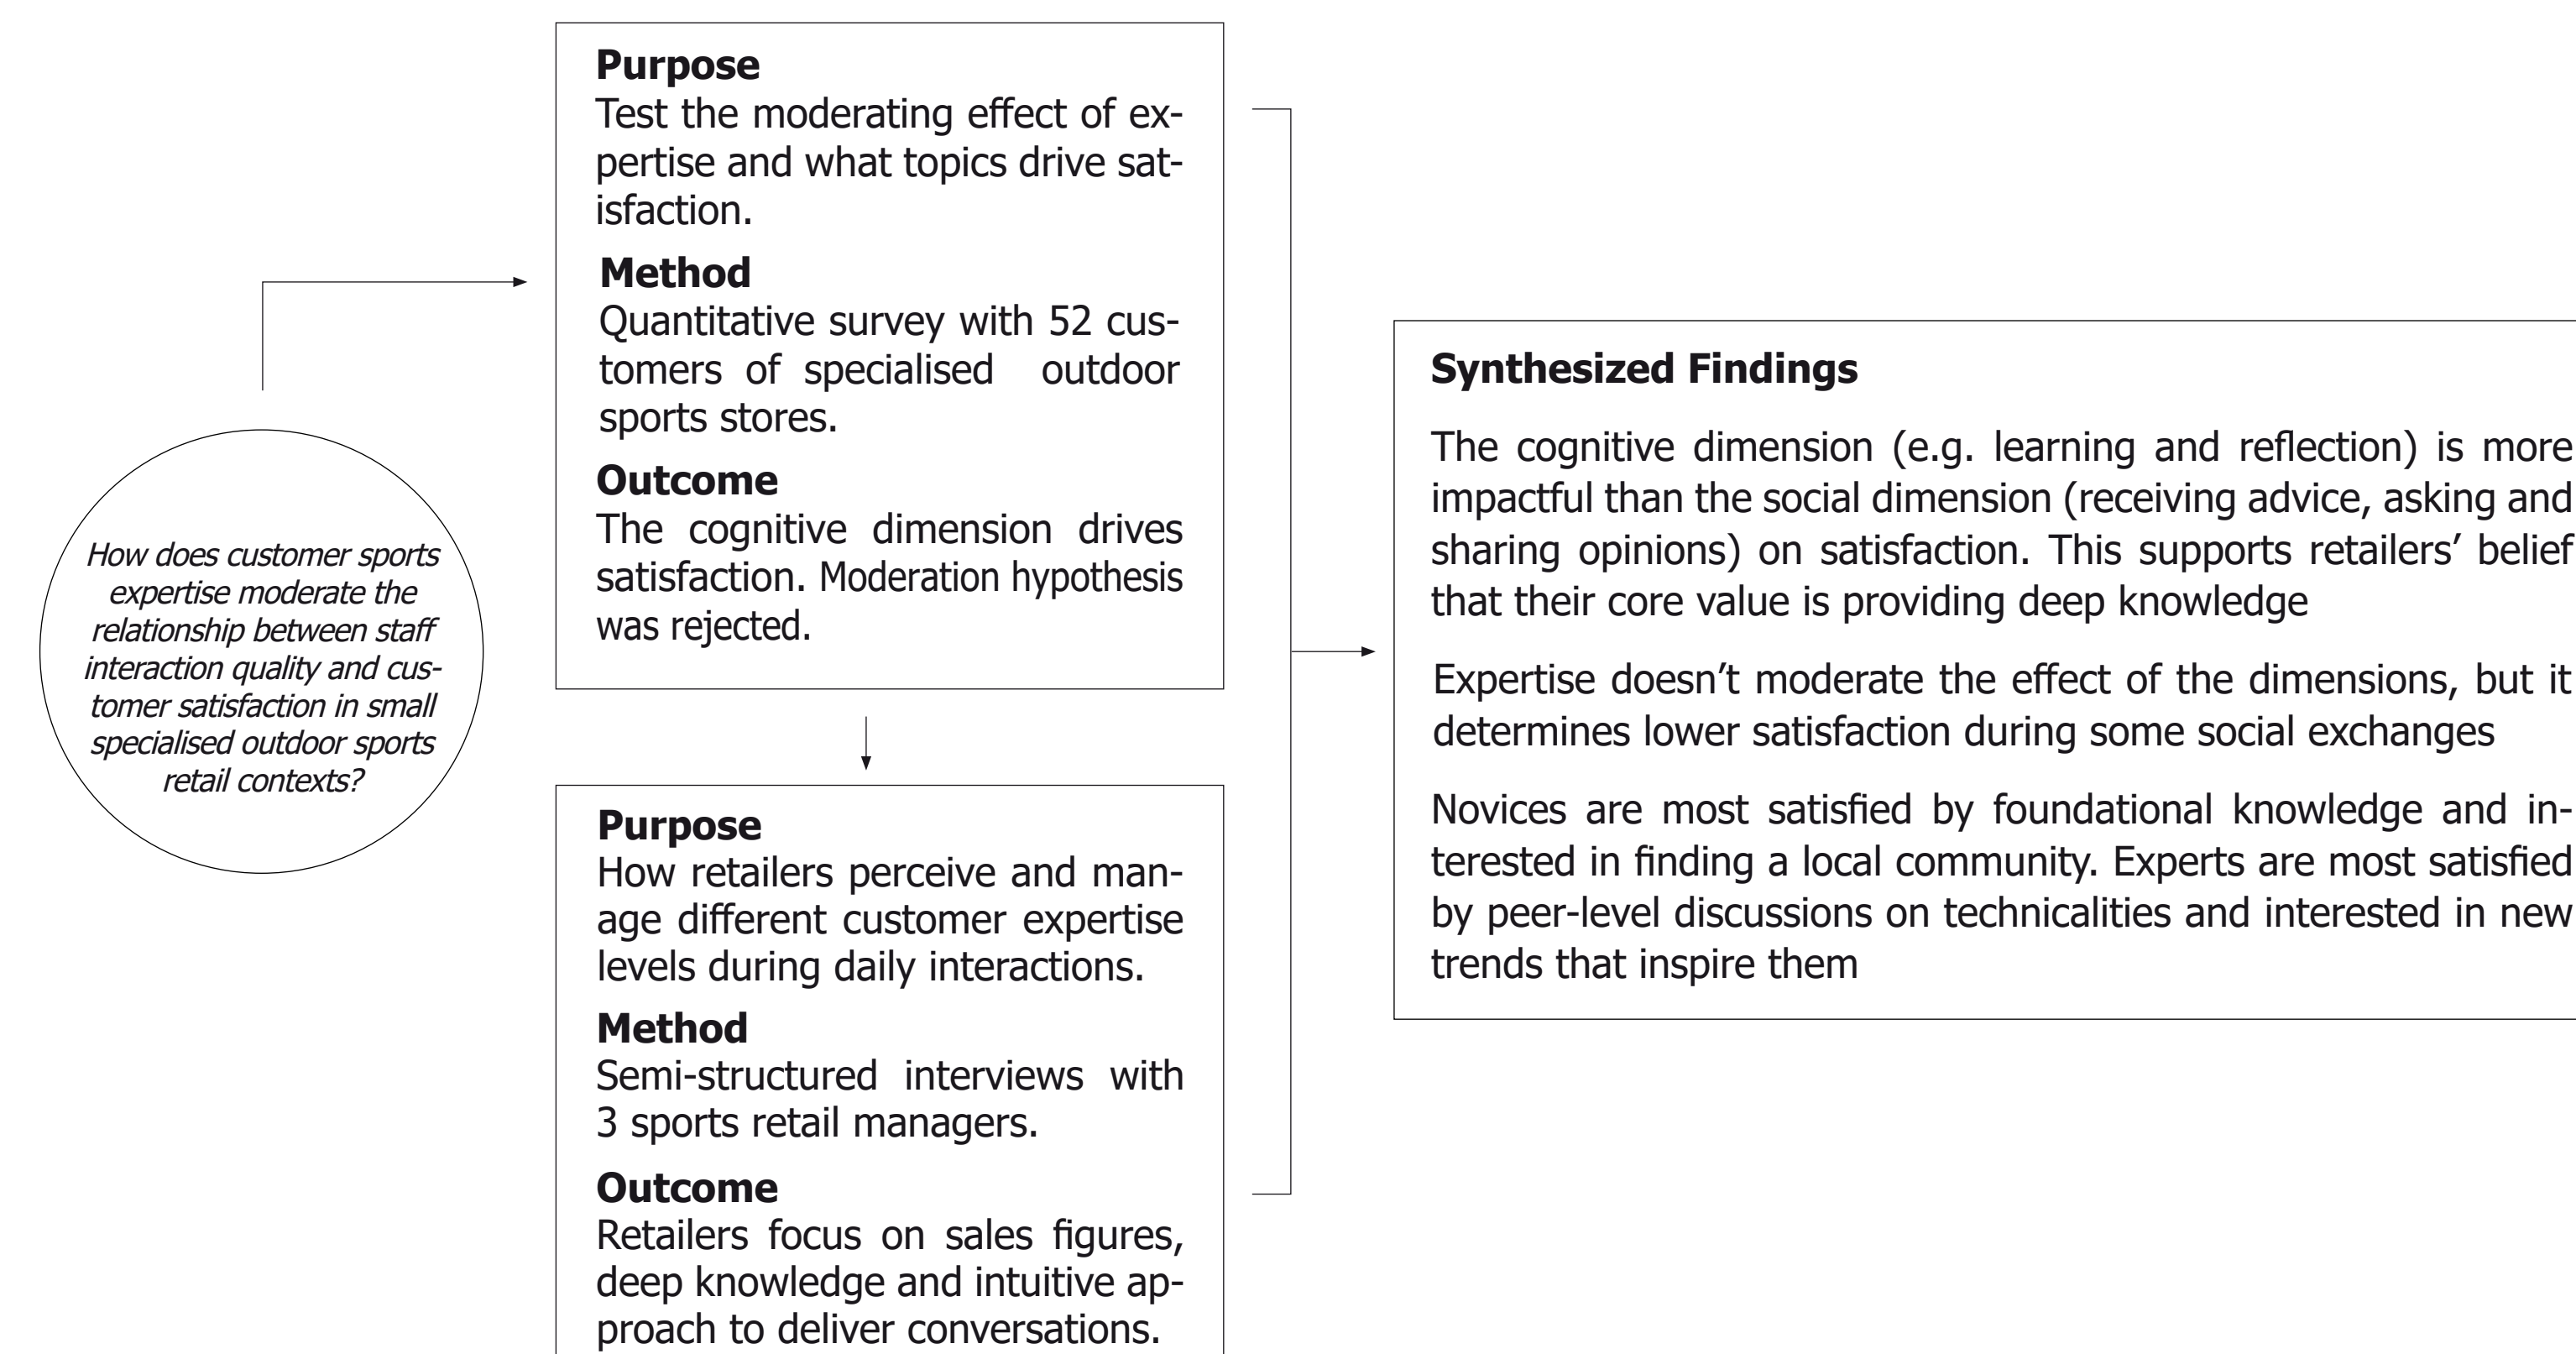 How does customer sports
expertise moderate the
relationship between staff
interaction quality and cus-
tomer satisfaction in small
specialised outdoor sports
retail contexts?
Purpose
Test the moderating effect of ex-
pertise and what topics drive sat-
isfaction.
Method
Quantitative survey with 52 cus-
tomers of specialised outdoor
sports stores.
Outcome
The cognitive dimension drives
satisfaction. Moderation hypothesis
was rejected.
Purpose
How retailers perceive and man-
age different customer expertise
levels during daily interactions.
Method
Semi-structured interviews with
3 sports retail managers.
Outcome
Retailers focus on sales figures,
deep knowledge and intuitive ap-
proach to deliver conversations.
Synthesized Findings
The cognitive dimension (e.g. learning and reflection) is more
impactful than the social dimension (receiving advice, asking and
sharing opinions) on satisfaction. This supports retailers’ belief
that their core value is providing deep knowledge
Expertise doesn’t moderate the effect of the dimensions, but it
determines lower satisfaction during some social exchanges
Novices are most satisfied by foundational knowledge and in-
terested in finding a local community. Experts are most satisfied
by peer-level discussions on technicalities and interested in new
trends that inspire them